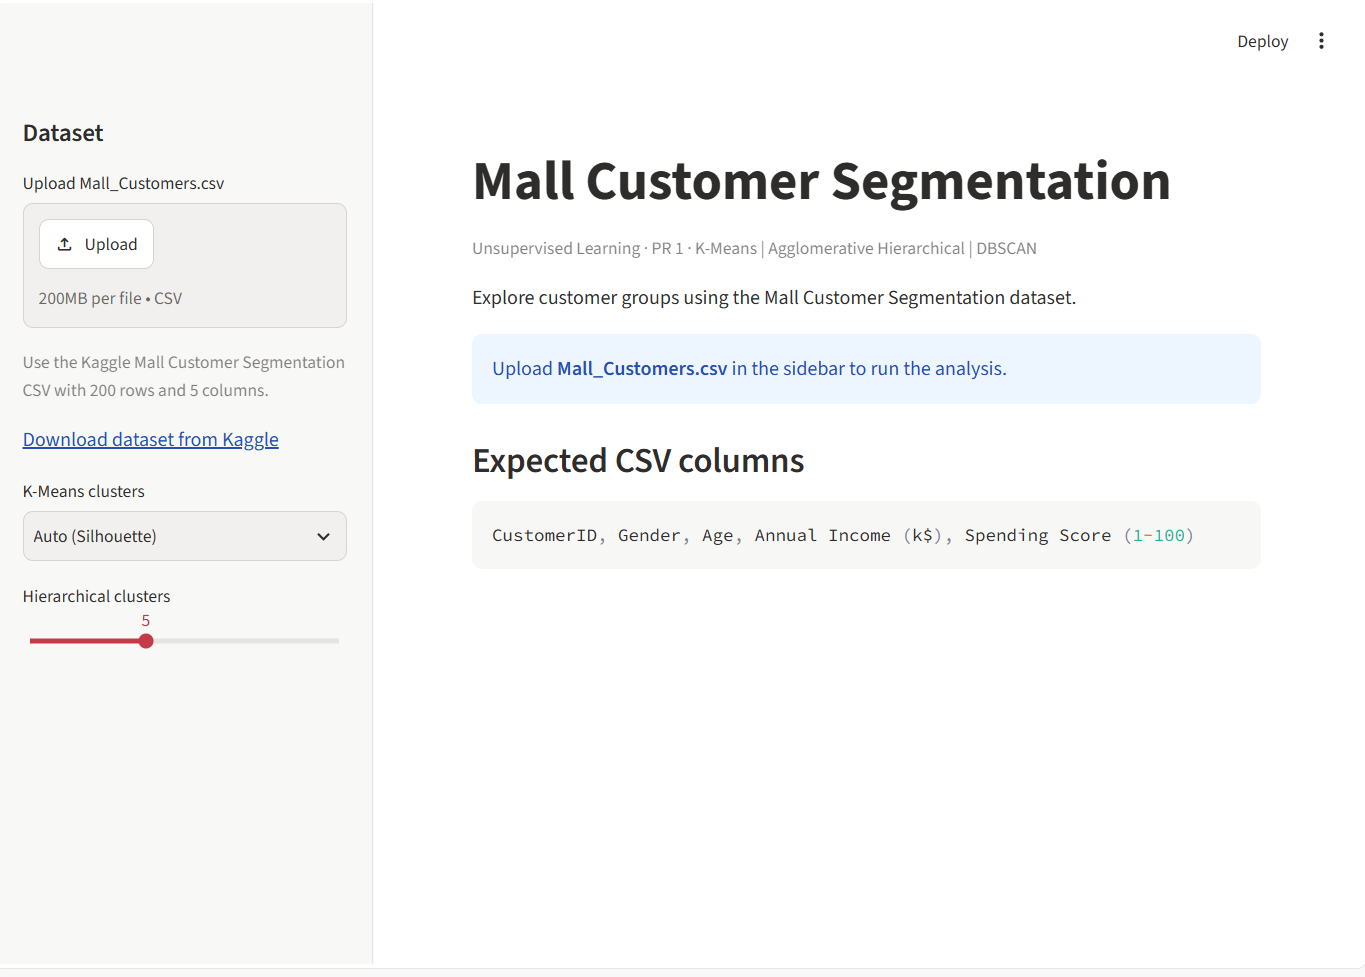 Deploy
Dataset
Upload Mall_Customers.csv
Upload
200MB per file • CSV
Use the Kaggle Mall Customer Segmentation
CSV with 200 rows and 5 columns.
Download dataset from Kaggle
K-Means clusters
Auto (Silhouette)
Hierarchical clusters
5
Mall Customer Segmentation
Unsupervised Learning · PR 1 · K-Means | Agglomerative Hierarchical | DBSCAN
Explore customer groups using the Mall Customer Segmentation dataset.
Upload Mall_Customers.csv in the sidebar to run the analysis.
Expected CSV columns
CustomerID, Gender, Age, Annual Income (k$), Spending Score (1-100)